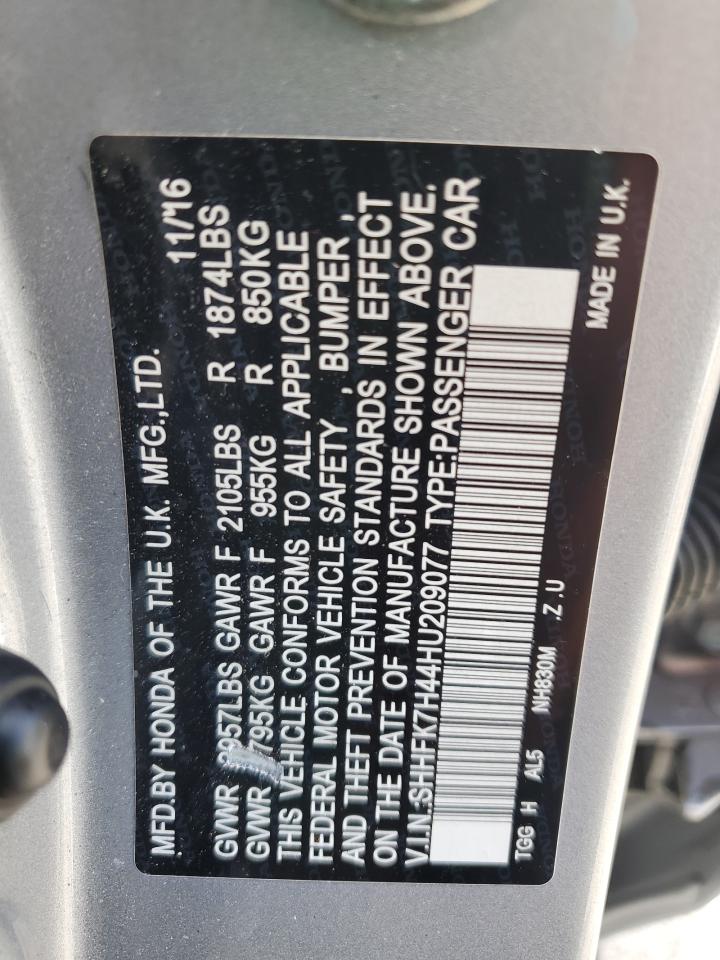 MFD.BY HONDA OF THE U.K. MFG.,LTD. 11/16
GVWR 3957LBS GAWR F 2105LBS R 1874LBS
GVWR 1795KG GAWR F 955KG R 850KG
THIS VEHICLE CONFORMS TO ALL APPLICABLE
FEDERAL MOTOR VEHICLE SAFETY , BUMPER ,
AND THEFT PREVENTION STANDARDS IN EFFECT
ON THE DATE OF MANUFACTURE SHOWN ABOVE.
V.I.N:SHHFK7H44HU209077 TYPE:PASSENGER CAR
TGG H AL5 NH830M .Z .U
MADE IN U.K.